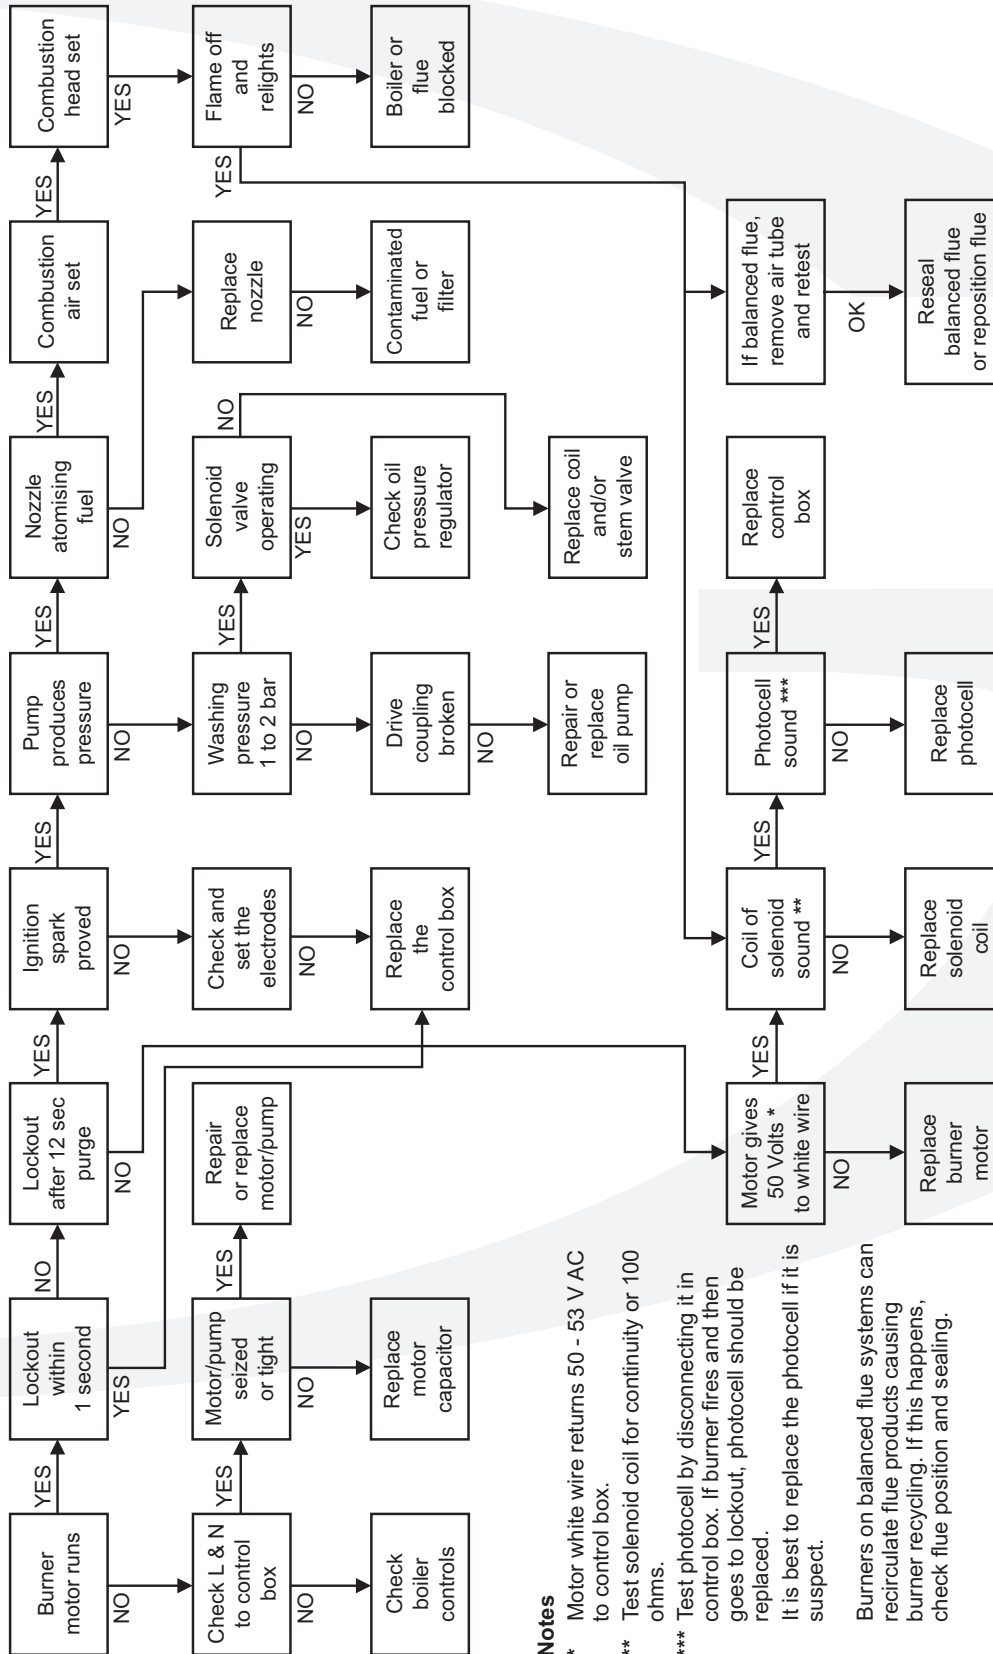 Burner
motor runs
YES
NO
Lockout
within
1 second
NO
YES
Lockout
after 12 sec
purge
YES
NO
Ignition
spark
proved
YES
NO
Pump
produces
pressure
YES
NO
Nozzle
atomising
fuel
YES
NO
Combustion
air set
YES
Combustion
head set
YES
Check L & N
to control
box
YES
NO
Motor/pump
seized
or tight
YES
NO
Repair
or replace
motor/pump
Check and
set the
electrodes
NO
Washing
pressure
1 to 2 bar
YES
NO
Solenoid
valve
operating
NO
YES
Replace
nozzle
NO
Flame off
and
relights
YES
NO
Check
boiler
controls
Replace
motor
capacitor
Replace
the
control box
Drive
coupling
broken
NO
Check oil
pressure
regulator
Contaminated
fuel or
filter
Boiler or
flue
blocked
Repair or
replace
oil pump
Replace coil
and/or
stem valve
Motor gives
50 Volts *
to white wire
YES
NO
Coil of
solenoid
sound **
YES
NO
Photocell
sound ***
YES
NO
Replace
control
box
If balanced flue,
remove air tube
and retest
OK
Replace
burner
motor
Replace
solenoid
coil
Replace
photocell
Reseal
balanced flue
or reposition flue
Notes
* Motor white wire returns 50 - 53 V AC
to control box.
** Test solenoid coil for continuity or 100
ohms.
*** Test photocell by disconnecting it in
control box. If burner fires and then
goes to lockout, photocell should be
replaced.
It is best to replace the photocell if it is
suspect.
Burners on balanced flue systems can
recirculate flue products causing
burner recycling. If this happens,
check flue position and sealing.